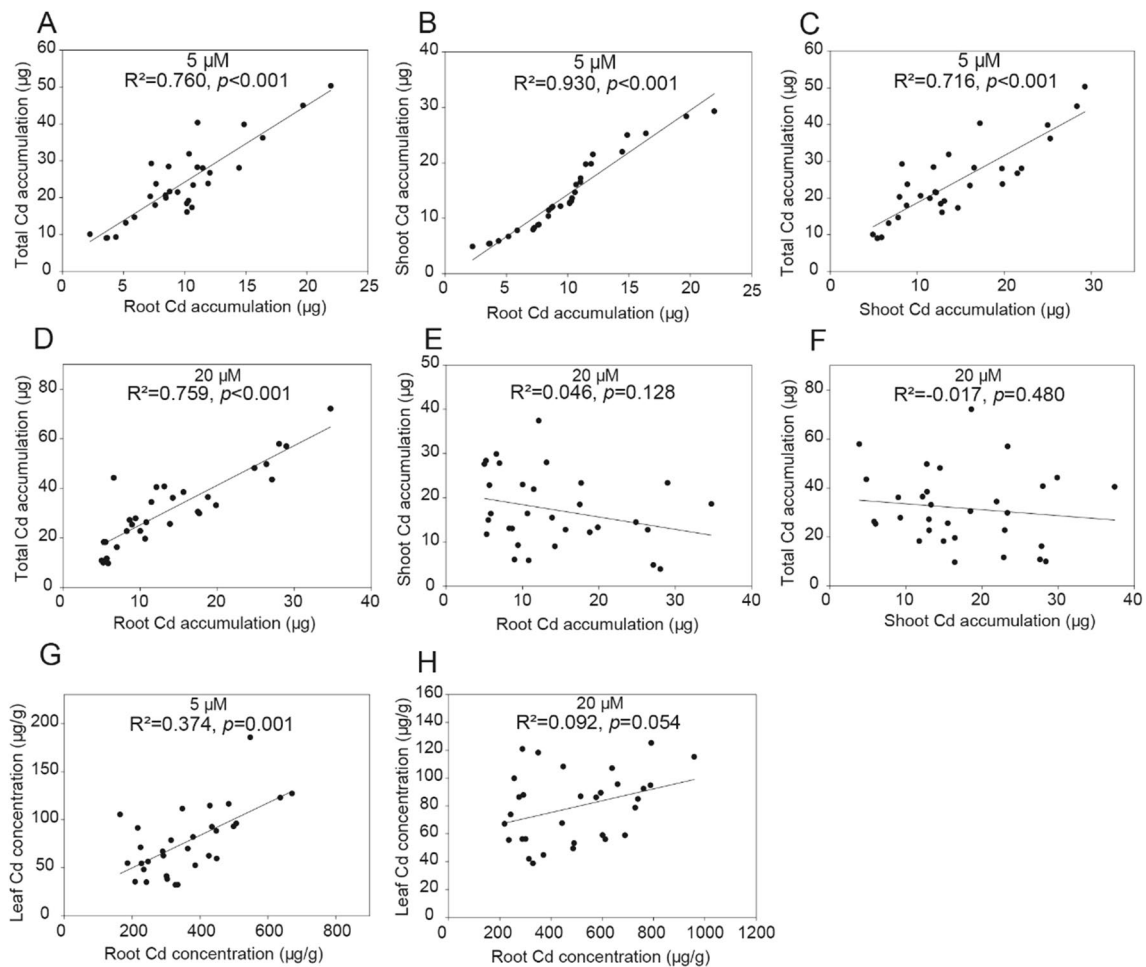 A
5 µM
R²=0.760, p<0.001
Total Cd accumulation (µg)
60
50
40
30
20
10
0
0 5 10 15 20 25
Root Cd accumulation (µg)
B
5 µM
R²=0.930, p<0.001
Shoot Cd accumulation (µg)
40
30
20
10
0
0 5 10 15 20 25
Root Cd accumulation (µg)
C
5 µM
R²=0.716, p<0.001
Total Cd accumulation (µg)
60
50
40
30
20
10
0
0 10 20 30
Shoot Cd accumulation (µg)
D
20 µM
R²=0.759, p<0.001
Total Cd accumulation (µg)
80
60
40
20
0
0 10 20 30 40
Root Cd accumulation (µg)
E
20 µM
R²=0.046, p=0.128
Shoot Cd accumulation (µg)
50
40
30
20
10
0
0 10 20 30 40
Root Cd accumulation (µg)
F
20 µM
R²=-0.017, p=0.480
Total Cd accumulation (µg)
80
60
40
20
0
0 10 20 30 40
Shoot Cd accumulation (µg)
G
5 µM
R²=0.374, p=0.001
Leaf Cd concentration (µg/g)
200
150
100
50
0
0 200 400 600 800
Root Cd concentration (µg/g)
H
20 µM
R²=0.092, p=0.054
Leaf Cd concentration (µg/g)
160
140
120
100
80
60
40
20
0
0 200 400 600 800 1000 1200
Root Cd concentration (µg/g)